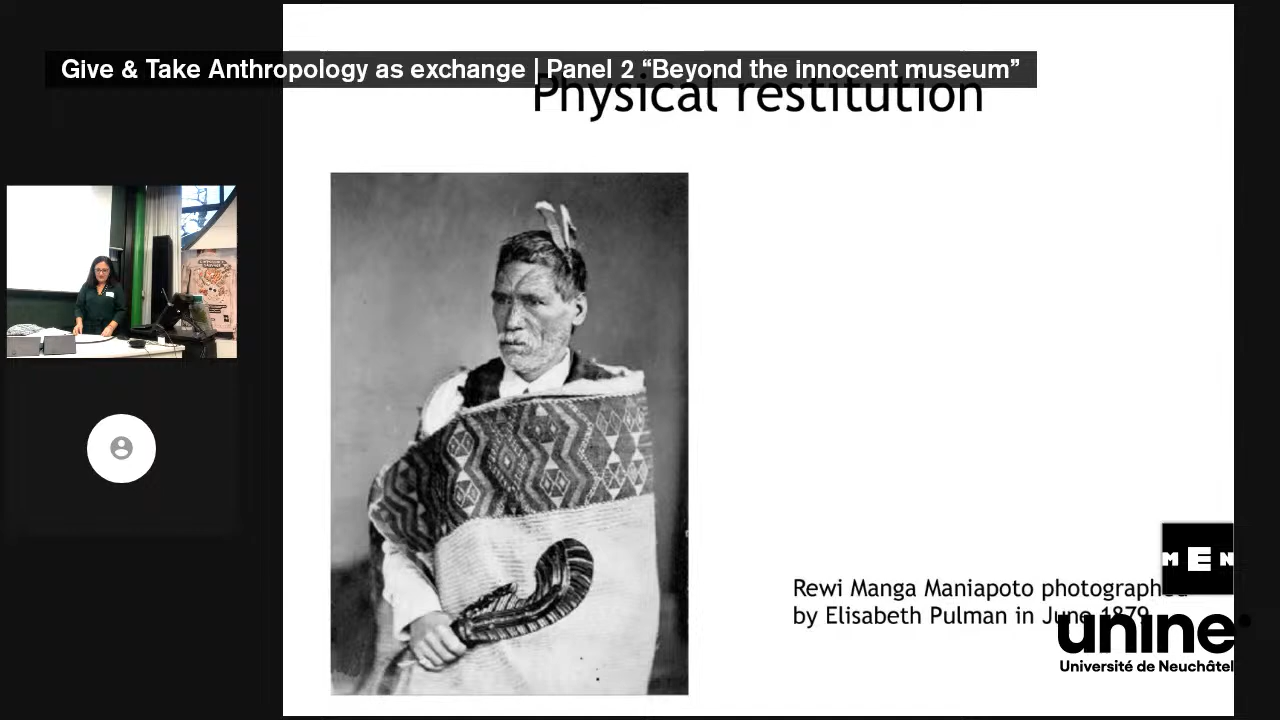 Give & Take Anthropology as exchange | Panel 2 “Beyond the innocent museum”
Physical restitution
Rewi Manga Maniapoto photographed
by Elisabeth Pulman in June 1879
MEN
unine
Université de Neuchâtel